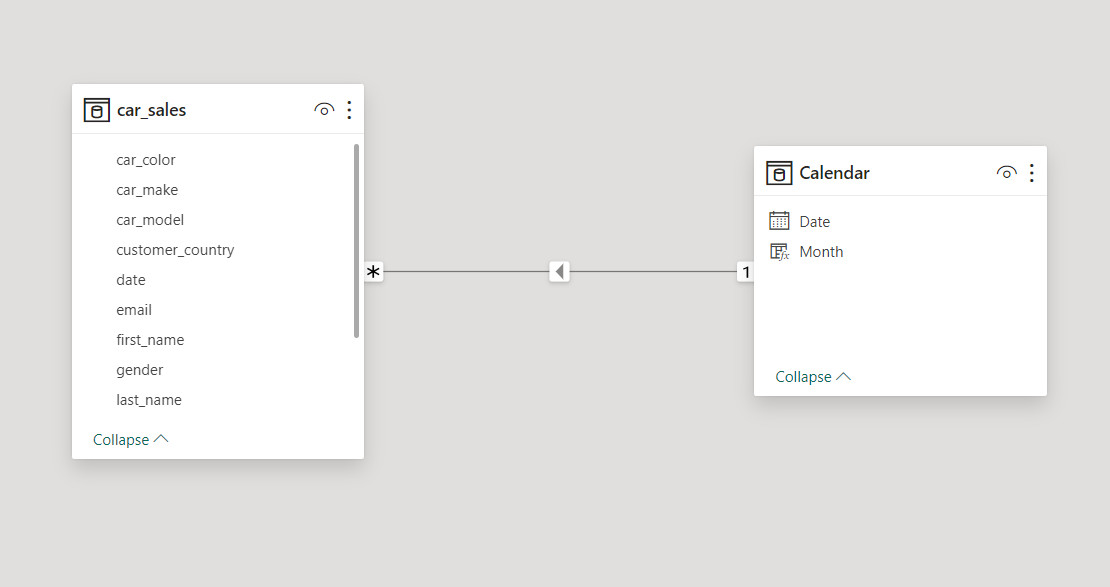 car_sales
car_color
car_make
car_model
customer_country
date
email
first_name
gender
last_name
Collapse
*
1
Calendar
Date
Month
Collapse